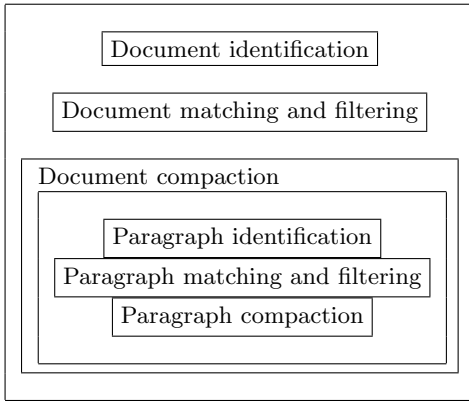 Document identification
Document matching and filtering
Document compaction
Paragraph identification
Paragraph matching and filtering
Paragraph compaction